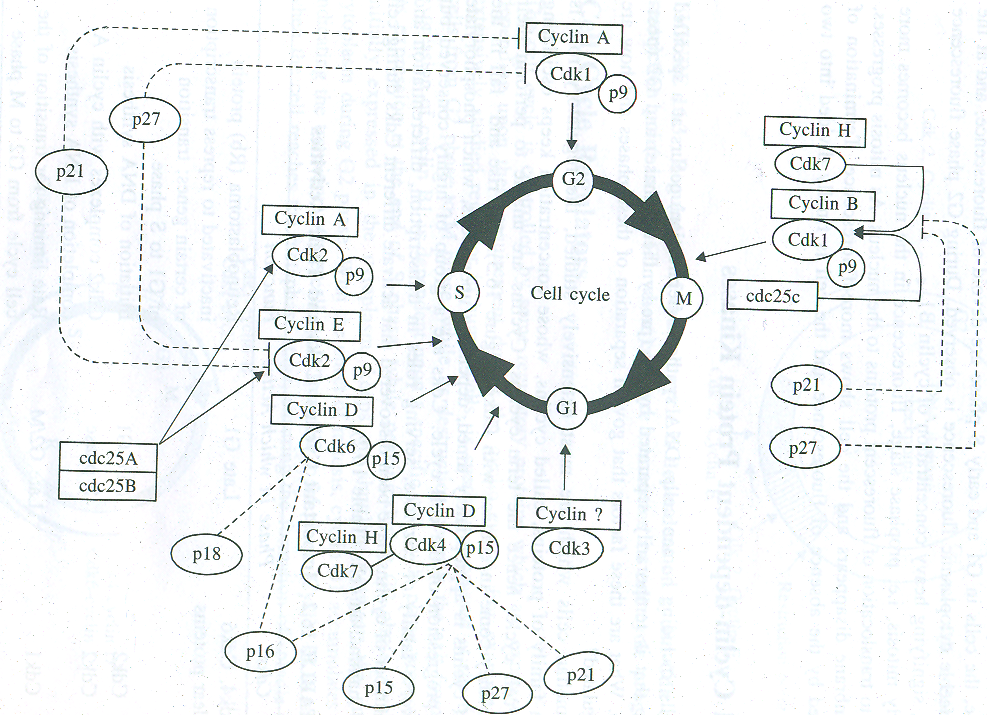 Cyclin A
Cdk1
p9
p27
p21
G2
Cyclin H
Cdk7
Cyclin B
Cdk1
p9
cdc25c
Cyclin A
Cdk2
p9
S
Cell cycle
M
Cyclin E
Cdk2
p9
Cyclin D
Cdk6
p15
G1
p21
p27
cdc25A
cdc25B
Cyclin D
Cdk4
p15
Cyclin H
Cdk7
Cyclin ?
Cdk3
p18
p16
p15
p27
p21